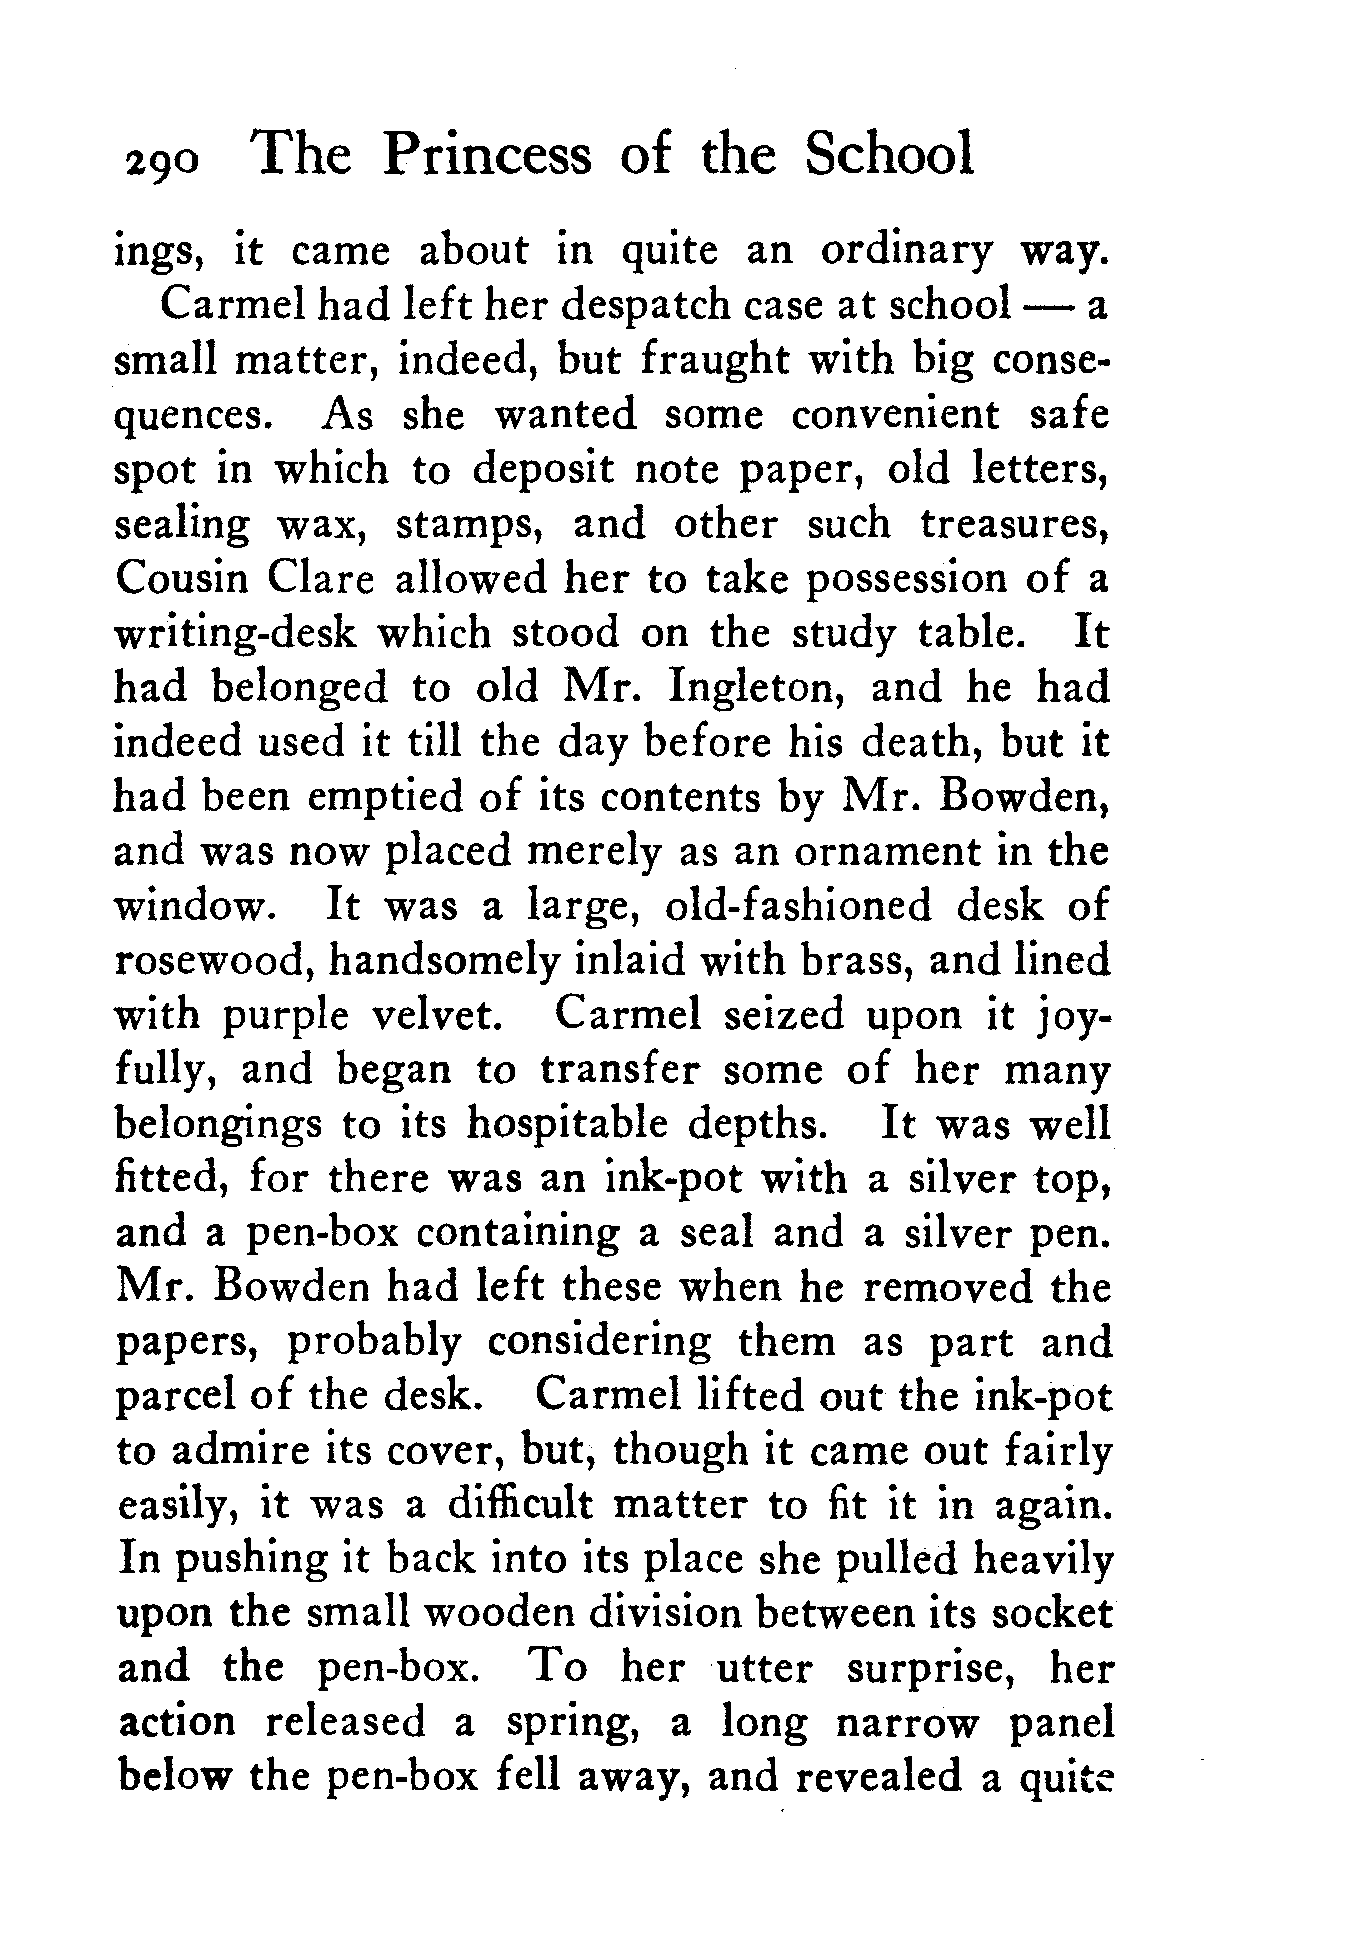 290 The Princess of the School
ings, it came about in quite an ordinary way.
Carmel had left her despatch case at school — a
small matter, indeed, but fraught with big conse-
quences. As she wanted some convenient safe
spot in which to deposit note paper, old letters,
sealing wax, stamps, and other such treasures,
Cousin Clare allowed her to take possession of a
writing-desk which stood on the study table. It
had belonged to old Mr. Ingleton, and he had
indeed used it till the day before his death, but it
had been emptied of its contents by Mr. Bowden,
and was now placed merely as an ornament in the
window. It was a large, old-fashioned desk of
rosewood, handsomely inlaid with brass, and lined
with purple velvet. Carmel seized upon it joy-
fully, and began to transfer some of her many
belongings to its hospitable depths. It was well
fitted, for there was an ink-pot with a silver top,
and a pen-box containing a seal and a silver pen.
Mr. Bowden had left these when he removed the
papers, probably considering them as part and
parcel of the desk. Carmel lifted out the ink-pot
to admire its cover, but, though it came out fairly
easily, it was a difficult matter to fit it in again.
In pushing it back into its place she pulled heavily
upon the small wooden division between its socket
and the pen-box. To her utter surprise, her
action released a spring, a long narrow panel
below the pen-box fell away, and revealed a quite